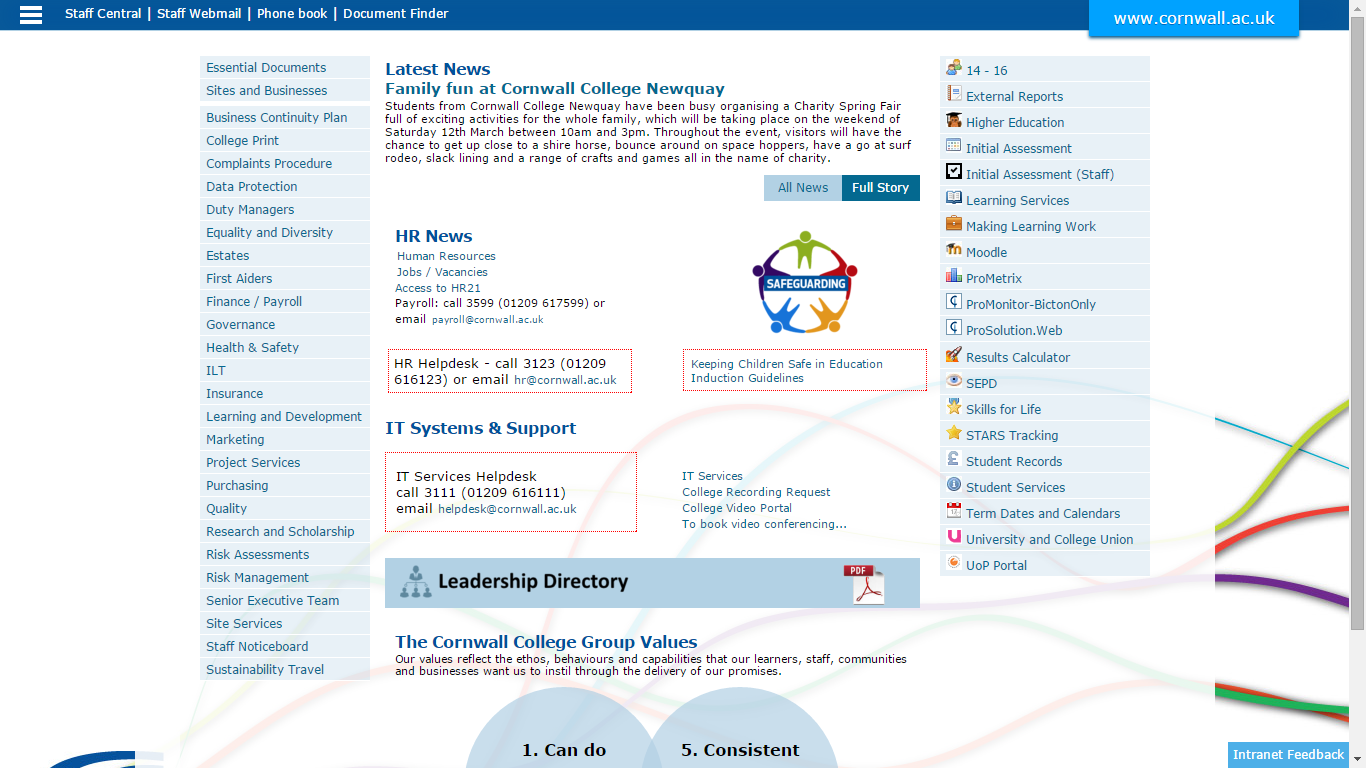 Staff Central | Staff Webmail | Phone book | Document Finder
www.cornwall.ac.uk
Essential Documents
Sites and Businesses
Business Continuity Plan
College Print
Complaints Procedure
Data Protection
Duty Managers
Equality and Diversity
Estates
First Aiders
Finance / Payroll
Governance
Health & Safety
ILT
Insurance
Learning and Development
Marketing
Project Services
Purchasing
Quality
Research and Scholarship
Risk Assessments
Risk Management
Senior Executive Team
Site Services
Staff Noticeboard
Sustainability Travel
Latest News
Family fun at Cornwall College Newquay
Students from Cornwall College Newquay have been busy organising a Charity Spring Fair
full of exciting activities for the whole family, which will be taking place on the weekend of
Saturday 12th March between 10am and 3pm. Throughout the event, visitors will have the
chance to get up close to a shire horse, bounce around on space hoppers, have a go at surf
rodeo, slack lining and a range of crafts and games all in the name of charity.
All News
Full Story
HR News
Human Resources
Jobs / Vacancies
Access to HR21
Payroll: call 3599 (01209 617599) or
email payroll@cornwall.ac.uk
SAFEGUARDING
HR Helpdesk - call 3123 (01209
616123) or email hr@cornwall.ac.uk
Keeping Children Safe in Education
Induction Guidelines
IT Systems & Support
IT Services Helpdesk
call 3111 (01209 616111)
email helpdesk@cornwall.ac.uk
IT Services
College Recording Request
College Video Portal
To book video conferencing...
Leadership Directory
PDF
The Cornwall College Group Values
Our values reflect the ethos, behaviours and capabilities that our learners, staff, communities
and businesses want us to instil through the delivery of our promises.
1. Can do
5. Consistent
14 - 16
External Reports
Higher Education
Initial Assessment
Initial Assessment (Staff)
Learning Services
Making Learning Work
Moodle
ProMetrix
ProMonitor-BictonOnly
ProSolution.Web
Results Calculator
SEPD
Skills for Life
STARS Tracking
Student Records
Student Services
Term Dates and Calendars
University and College Union
UoP Portal
Intranet Feedback